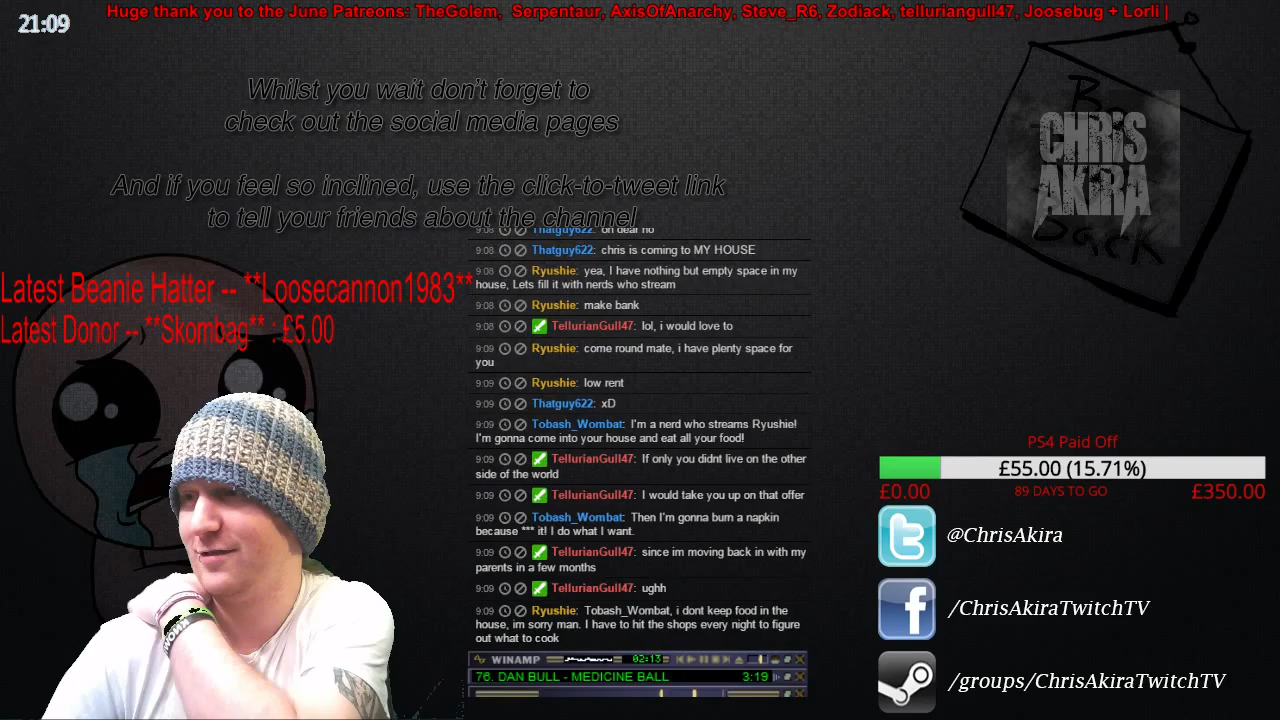 Huge thank you to the June Patreons: TheGolem, Serpentaur, AxisOfAnarchy, Steve_R6, Zodiack, telluriangull47, Joosebug + Lorli |
21:09
Whilst you wait don't forget to
check out the social media pages
And if you feel so inclined, use the click-to-tweet link
to tell your friends about the channel
CHRIS
AKIRA
Back
Latest Beanie Hatter -- **Loosecannon1983**
Latest Donor -- **Skombag** : £5.00
9:08 Thatguy622: oh dear no
9:08 Thatguy622: chris is coming to MY HOUSE
9:08 Ryushie: yea, I have nothing but empty space in my
house, Lets fill it with nerds who stream
9:08 Ryushie: make bank
9:08 TellurianGull47: lol, i would love to
9:09 Ryushie: come round mate, i have plenty space for
you
9:09 Ryushie: low rent
9:09 Thatguy622: xD
9:09 Tobash_Wombat: I'm a nerd who streams Ryushie!
I'm gonna come into your house and eat all your food!
9:09 TellurianGull47: If only you didnt live on the other
side of the world
9:09 TellurianGull47: I would take you up on that offer
9:09 Tobash_Wombat: Then I'm gonna burn a napkin
because *** it! I do what I want.
9:09 TellurianGull47: since im moving back in with my
parents in a few months
9:09 TellurianGull47: ughh
9:09 Ryushie: Tobash_Wombat, i dont keep food in the
house, im sorry man. I have to hit the shops every night to figure
out what to cook
WINAMP 02:13
76. DAN BULL - MEDICINE BALL 3:19
PS4 Paid Off
£55.00 (15.71%)
£0.00 89 DAYS TO GO £350.00
@ChrisAkira
/ChrisAkiraTwitchTV
/groups/ChrisAkiraTwitchTV